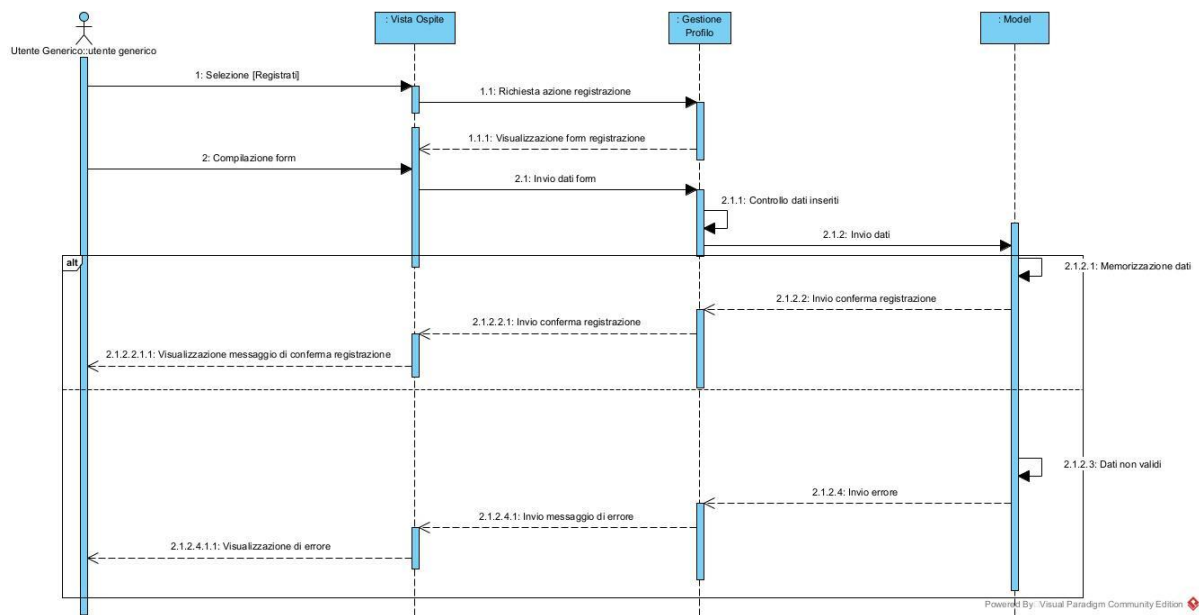 : Vista Ospite
: Gestione
Profilo
: Model
Utente Generico::utente generico
1: Selezione [Registrati]
1.1: Richiesta azione registrazione
1.1.1: Visualizzazione form registrazione
2: Compilazione form
2.1: Invio dati form
2.1.1: Controllo dati inseriti
2.1.2: Invio dati
alt
2.1.2.1: Memorizzazione dati
2.1.2.2: Invio conferma registrazione
2.1.2.2.1: Invio conferma registrazione
2.1.2.2.1.1: Visualizzazione messaggio di conferma registrazione
2.1.2.3: Dati non validi
2.1.2.4: Invio errore
2.1.2.4.1: Invio messaggio di errore
2.1.2.4.1.1: Visualizzazione di errore
Powered By Visual Paradigm Community Edition